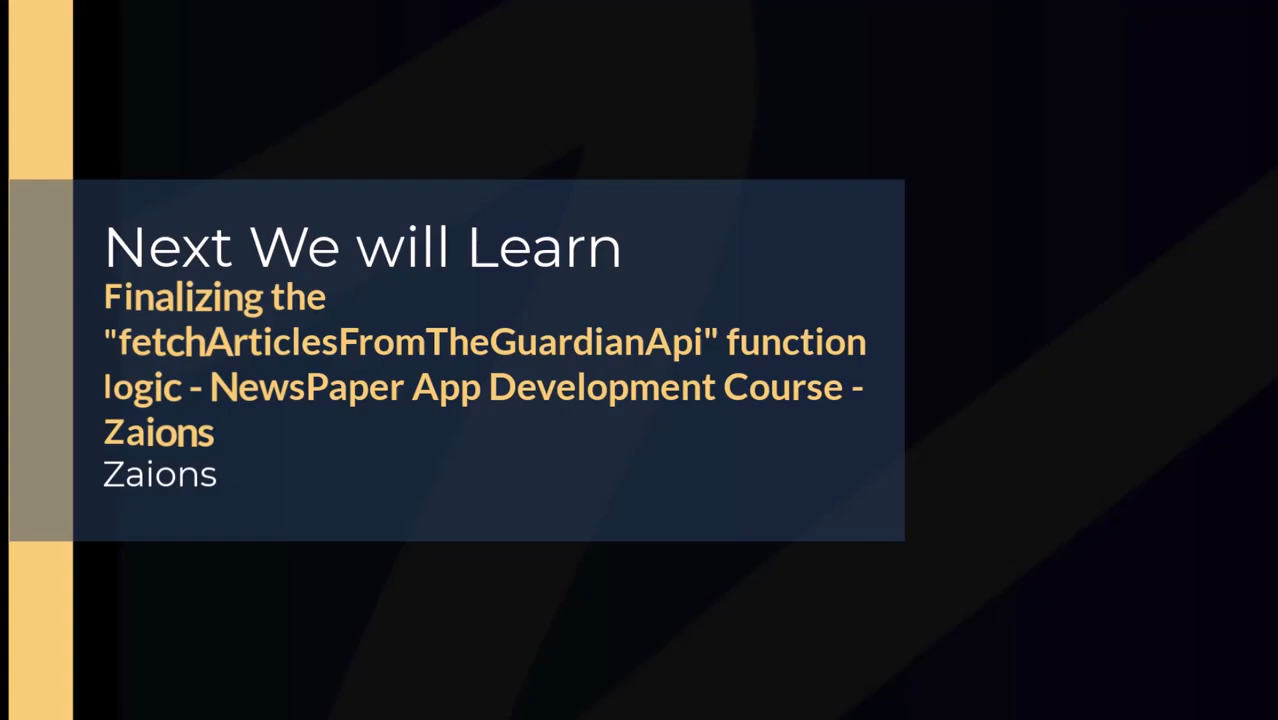 Next We will Learn
Finalizing the
"fetchArticlesFromTheGuardianApi" function
logic - NewsPaper App Development Course -
Zaions
Zaions